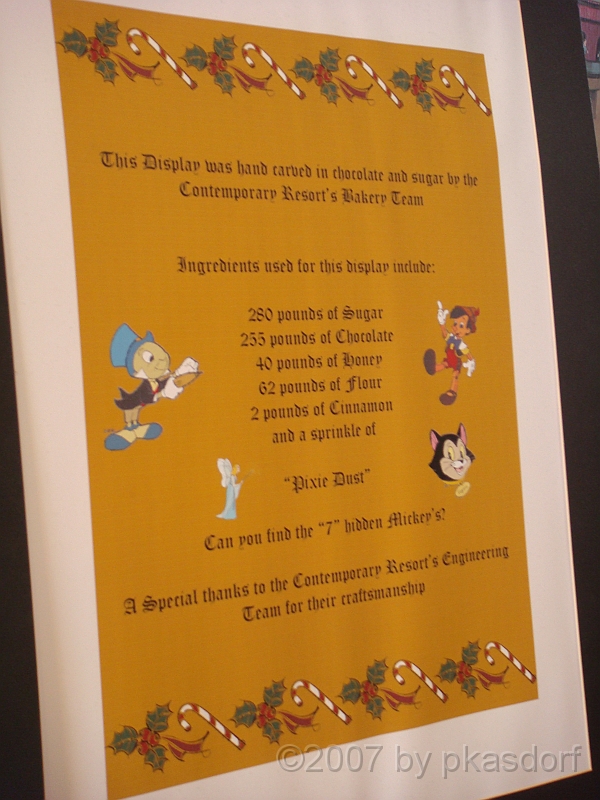 This Display was hand carved in chocolate and sugar by the
Contemporary Resort's Bakery Team
Ingredients used for this display include:
280 pounds of Sugar
255 pounds of Chocolate
40 pounds of Honey
62 pounds of Flour
2 pounds of Cinnamon
and a sprinkle of
"Pixie Dust"
Can you find the "7" hidden Mickey's?
A Special thanks to the Contemporary Resort's Engineering
Team for their craftsmanship
©2007 by pkasdorf